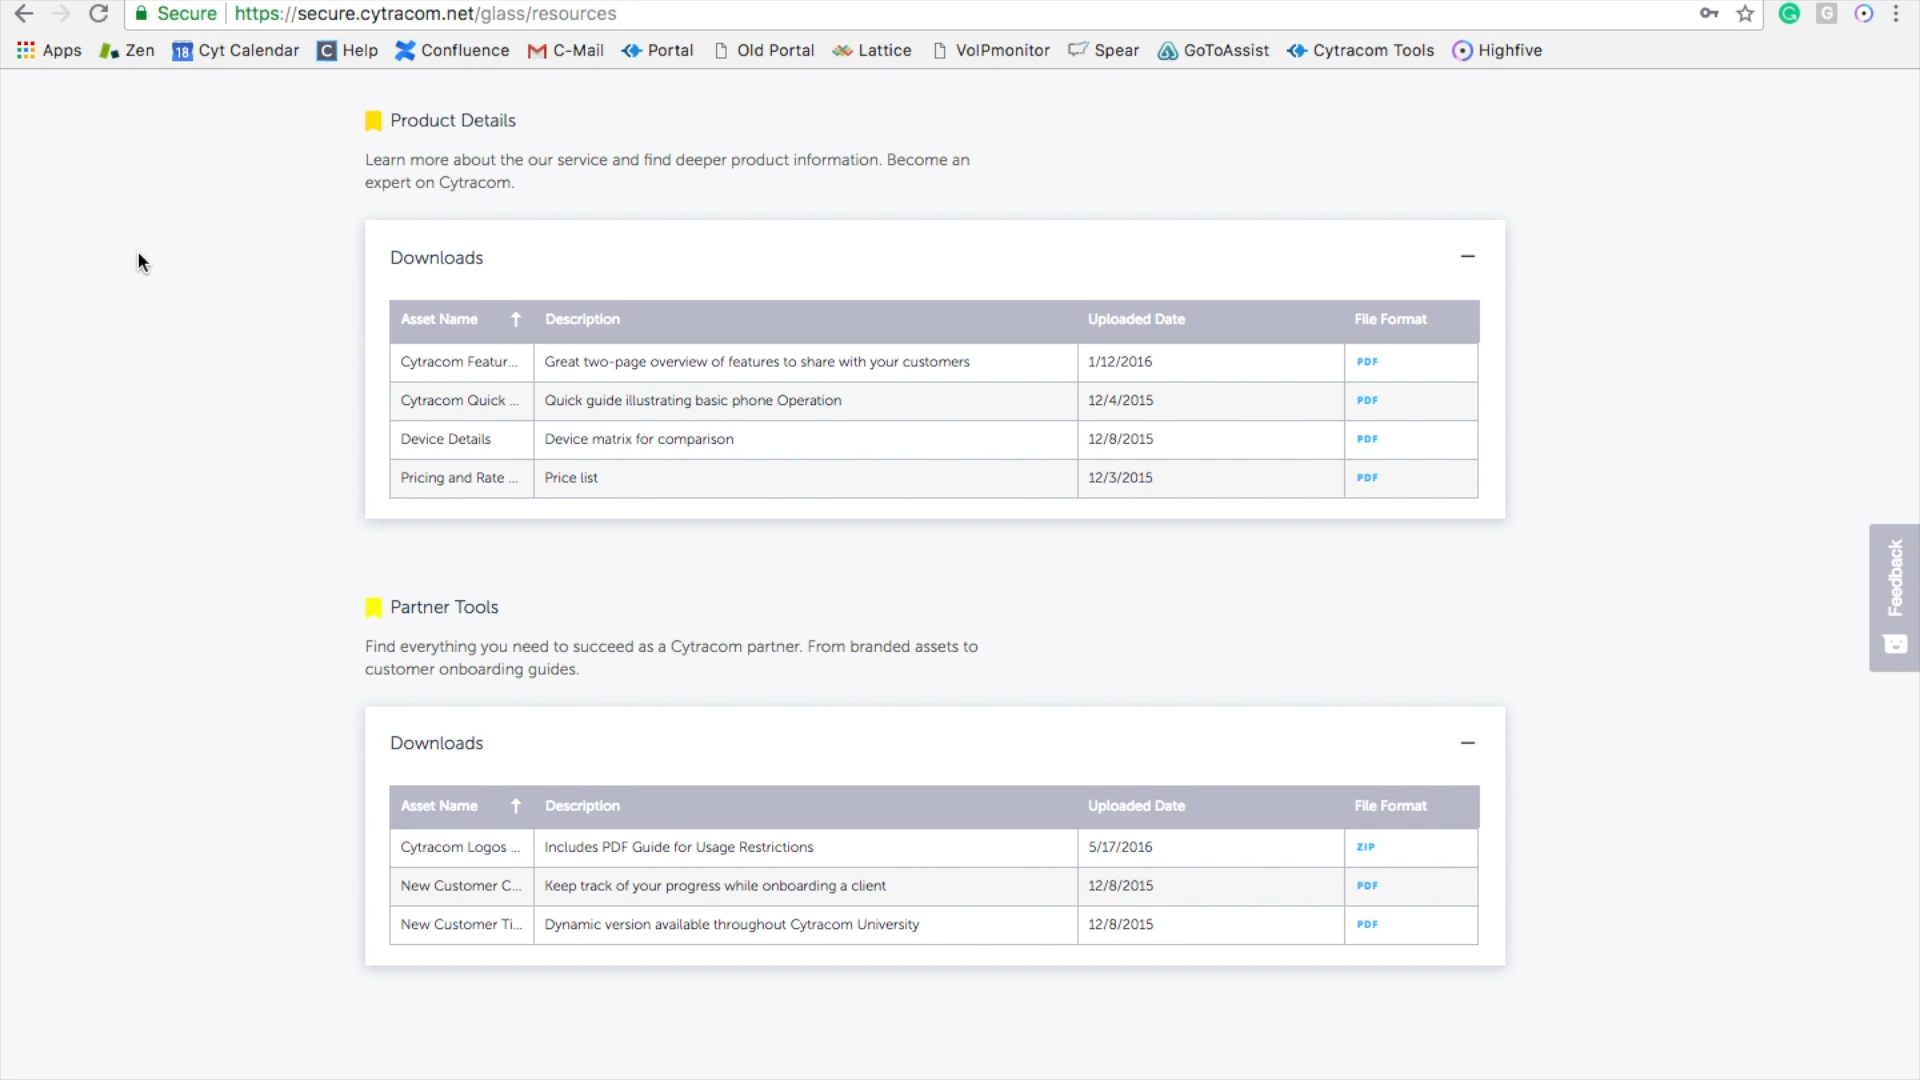 Secure https://secure.cytracom.net/glass/resources
Apps Zen 18 Cyt Calendar C Help Confluence C-Mail Portal Old Portal Lattice VoIPmonitor Spear GoToAssist Cytracom Tools Highfive
Product Details
Learn more about the our service and find deeper product information. Become an
expert on Cytracom.
Downloads
Asset Name Description Uploaded Date File Format
Cytracom Featur... Great two-page overview of features to share with your customers 1/12/2016 PDF
Cytracom Quick ... Quick guide illustrating basic phone Operation 12/4/2015 PDF
Device Details Device matrix for comparison 12/8/2015 PDF
Pricing and Rate ... Price list 12/3/2015 PDF
Feedback
Partner Tools
Find everything you need to succeed as a Cytracom partner. From branded assets to
customer onboarding guides.
Downloads
Asset Name Description Uploaded Date File Format
Cytracom Logos ... Includes PDF Guide for Usage Restrictions 5/17/2016 ZIP
New Customer C... Keep track of your progress while onboarding a client 12/8/2015 PDF
New Customer Ti... Dynamic version available throughout Cytracom University 12/8/2015 PDF